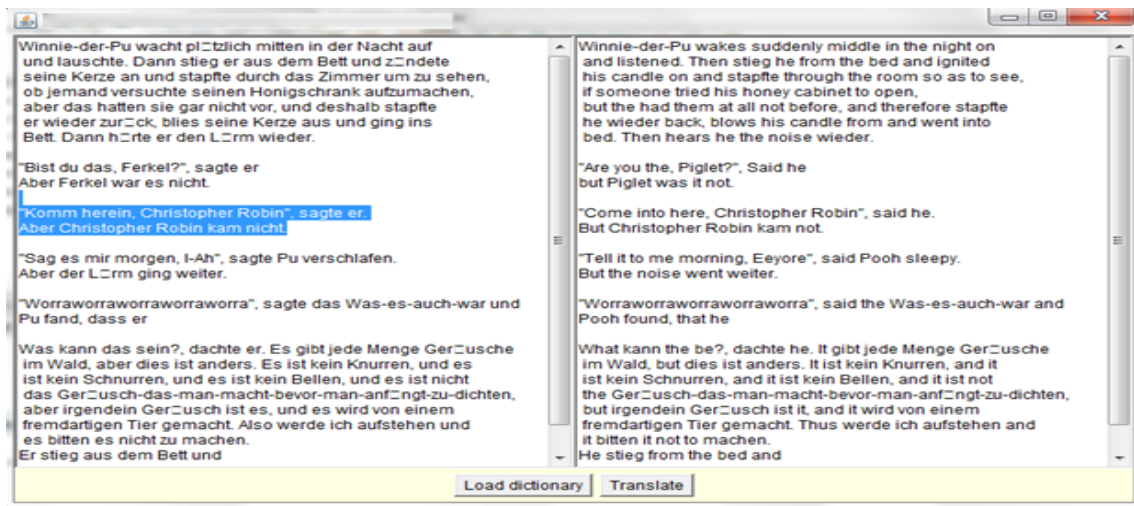 Winnie-der-Pu wacht pl□tzlich mitten in der Nacht auf
und lauschte. Dann stieg er aus dem Bett und z□ndete
seine Kerze an und stapfte durch das Zimmer um zu sehen,
ob jemand versuchte seinen Honigschrank aufzumachen,
aber das hatten sie gar nicht vor, und deshalb stapfte
er wieder zur□ck, blies seine Kerze aus und ging ins
Bett. Dann h□rte er den L□rm wieder.
"Bist du das, Ferkel?", sagte er
Aber Ferkel war es nicht.
"Komm herein, Christopher Robin", sagte er.
Aber Christopher Robin kam nicht.
"Sag es mir morgen, I-Ah", sagte Pu verschlafen.
Aber der L□rm ging weiter.
"Worraworraworraworraworra", sagte das Was-es-auch-war und
Pu fand, dass er
Was kann das sein?, dachte er. Es gibt jede Menge Ger□usche
im Wald, aber dies ist anders. Es ist kein Knurren, und es
ist kein Schnurren, und es ist kein Bellen, und es ist nicht
das Ger□usch-das-man-macht-bevor-man-anf□ngt-zu-dichten,
aber irgendein Ger□usch ist es, und es wird von einem
fremdartigen Tier gemacht. Also werde ich aufstehen und
es bitten es nicht zu machen.
Er stieg aus dem Bett und
Winnie-der-Pu wakes suddenly middle in the night on
and listened. Then stieg he from the bed and ignited
his candle on and stapfte through the room so as to see,
if someone tried his honey cabinet to open,
but the had them at all not before, and therefore stapfte
he wieder back, blows his candle from and went into
bed. Then hears he the noise wieder.
"Are you the, Piglet?", Said he
but Piglet was it not.
"Come into here, Christopher Robin", said he.
But Christopher Robin kam not.
"Tell it to me morning, Eeyore", said Pooh sleepy.
But the noise went weiter.
"Worraworraworraworraworra", said the Was-es-auch-war and
Pooh found, that he
What kann the be?, dachte he. It gibt jede Menge Ger□usche
im Wald, but dies ist anders. It ist kein Knurren, and it
ist kein Schnurren, and it ist kein Bellen, and it ist not
the Ger□usch-das-man-macht-bevor-man-anf□ngt-zu-dichten,
but irgendein Ger□usch ist it, and it wird von einem
fremdartigen Tier gemacht. Thus werde ich aufstehen and
it bitten it not to machen.
He stieg from the bed and
Load dictionary
Translate